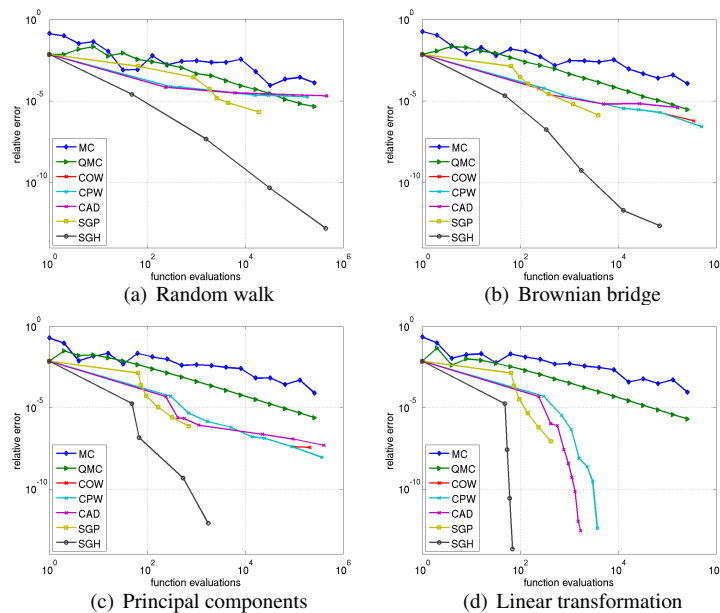 10^0
10^-5
10^-10
relative error
MC
QMC
COW
CPW
CAD
SGP
SGH
10^0 10^2 10^4 10^6
function evaluations
(a) Random walk
10^0
10^-5
10^-10
relative error
MC
QMC
COW
CPW
CAD
SGP
SGH
10^0 10^2 10^4 10
function evaluations
(b) Brownian bridge
10^0
10^-5
10^-10
relative error
MC
QMC
COW
CPW
CAD
SGP
SGH
10^0 10^2 10^4 10^6
function evaluations
(c) Principal components
10^0
10^-5
10^-10
relative error
MC
QMC
COW
CPW
CAD
SGP
SGH
10^0 10^2 10^4 10
function evaluations
(d) Linear transformation